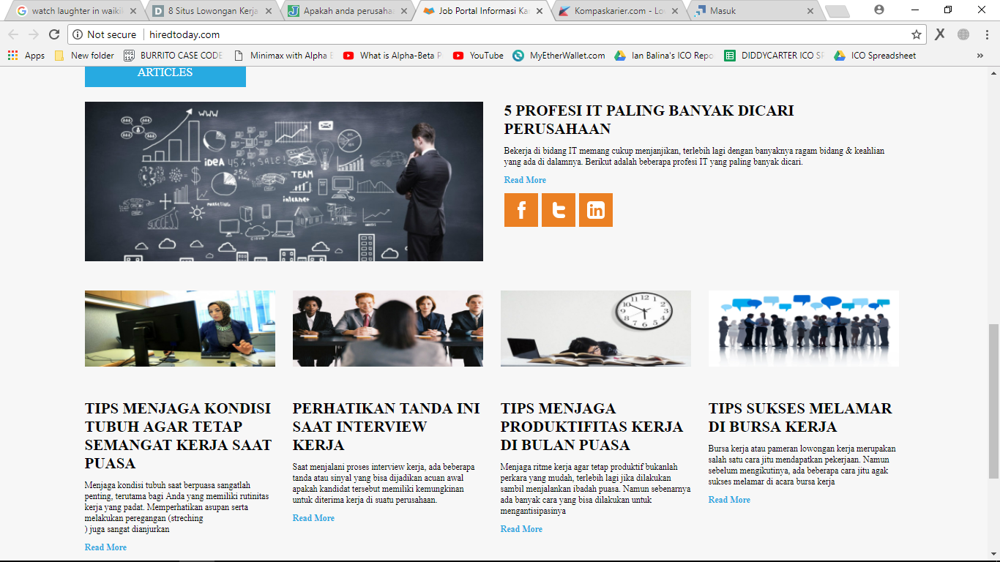 watch laughter in waikiki
8 Situs Lowongan Kerja
Apakah anda perusaha
Job Portal Informasi Ka
Kompaskarier.com - Lo
Masuk
Not secure
hiredtoday.com
Apps
New folder
BURRITO CASE CODE
Minimax with Alpha
What is Alpha-Beta P
YouTube
MyEtherWallet.com
Ian Balina's ICO Repo
DIDDYCARTER ICO SP
ICO Spreadsheet
ARTICLES
WWW
IDEA
45% is SALE!
25%
TEAM
internet
MARKETING
SUCCESS
CLOUD
5 PROFESI IT PALING BANYAK DICARI
PERUSAHAAN
Bekerja di bidang IT memang cukup menjanjikan, terlebih lagi dengan banyaknya ragam bidang & keahlian
yang ada di dalamnya. Berikut adalah beberapa profesi IT yang paling banyak dicari.
Read More
TIPS MENJAGA KONDISI
TUBUH AGAR TETAP
SEMANGAT KERJA SAAT
PUASA
Menjaga kondisi tubuh saat berpuasa sangatlah
penting, terutama bagi Anda yang memiliki rutinitas
kerja yang padat. Memperhatikan asupan serta
melakukan peregangan (streching
) juga sangat dianjurkan
Read More
PERHATIKAN TANDA INI
SAAT INTERVIEW
KERJA
Saat menjalani proses interview kerja, ada beberapa
tanda atau sinyal yang bisa dijadikan acuan awal
apakah kandidat tersebut memiliki kemungkinan
untuk diterima kerja di suatu perusahaan.
Read More
TIPS MENJAGA
PRODUKTIFITAS KERJA
DI BULAN PUASA
Menjaga ritme kerja agar tetap produktif bukanlah
perkara yang mudah, terlebih lagi jika dilakukan
sambil menjalankan ibadah puasa. Namun sebenarnya
ada banyak cara yang bisa dilakukan untuk
mengantisipasinya
Read More
TIPS SUKSES MELAMAR
DI BURSA KERJA
Bursa kerja atau pameran lowongan kerja merupakan
salah satu cara jitu mendapatkan pekerjaan. Namun
sebelum mengikutinya, ada beberapa cara jitu agak
sukses melamar di acara bursa kerja
Read More